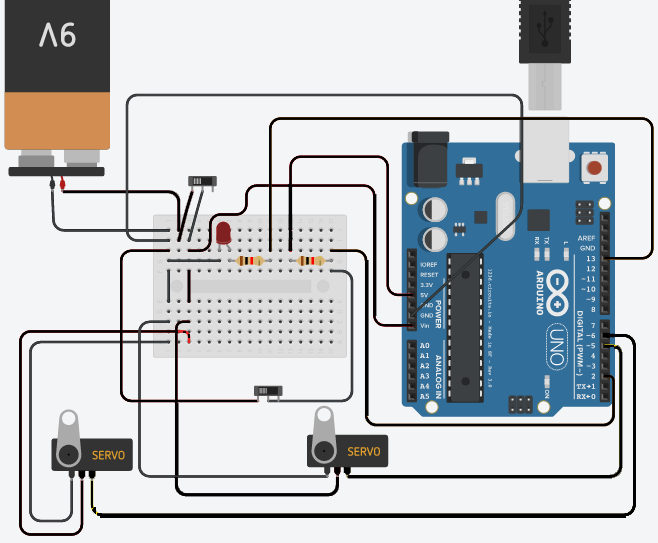 9V
AREF
GND
RX
TX
L
13
12
~11
~10
~9
8
IOREF
RESET
3.3V
5V
GND
GND
Vin
POWER
ARDUINO
UNO
DIGITAL (PWM~)
7
~6
~5
4
~3
2
TX→1
RX←0
A0
A1
A2
A3
A4
A5
ANALOG IN
ON
SERVO
SERVO